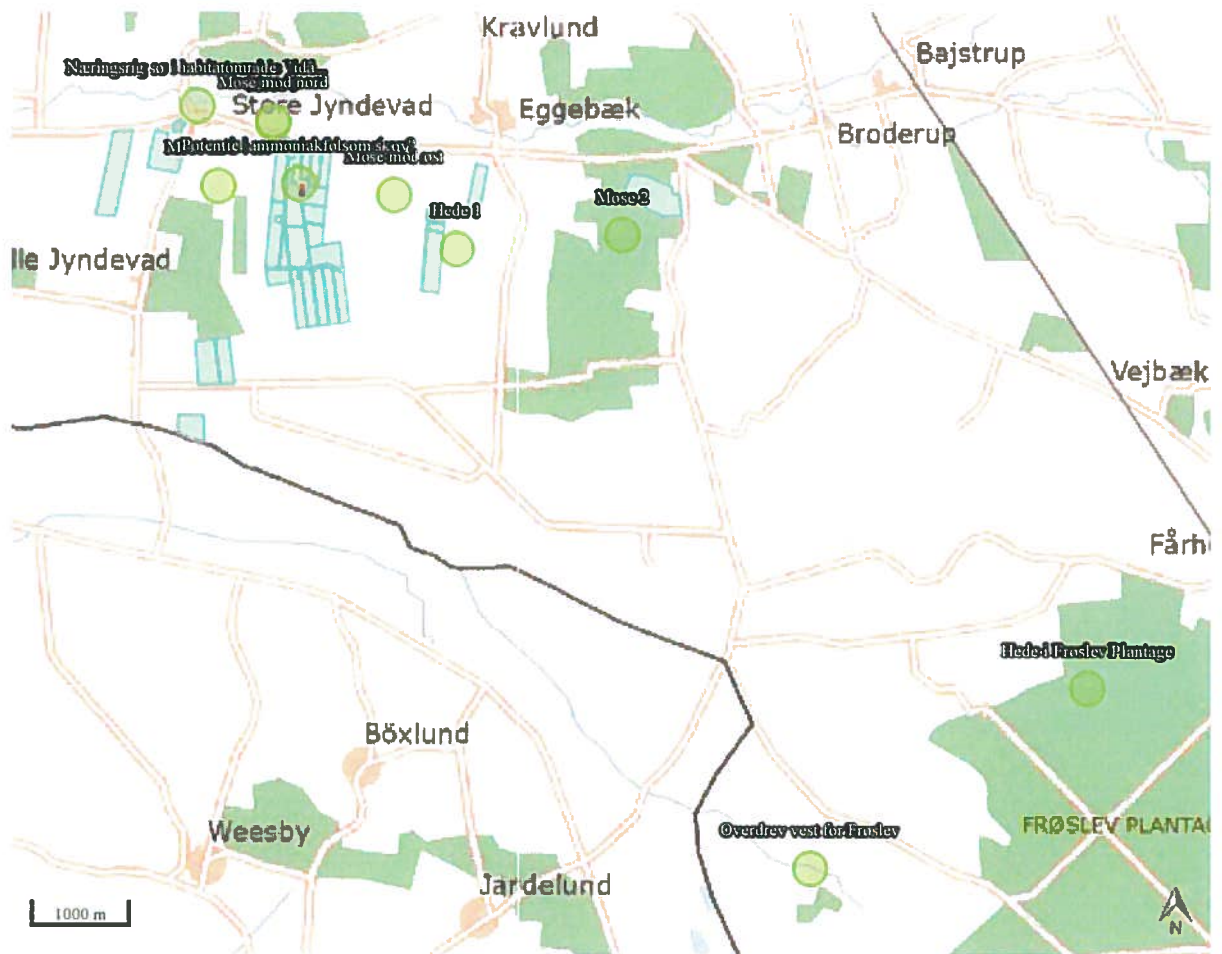 Kravlund
Bajstrup
Næringsrig sø i habitatområde Vidå...
Mose mod nord
Store Jyndevad
Eggebæk
Broderup
Potentiel ammoniakfølsom skov?
Mose mod øst
Mose 2
Hede 1
lle Jyndevad
Vejbæk
Fårh
Hede i Frøslev Plantage
Böxlund
Weesby
Overdrev vest for Frøslev
FRØSLEV PLANTA
Jardelund
1000 m
N